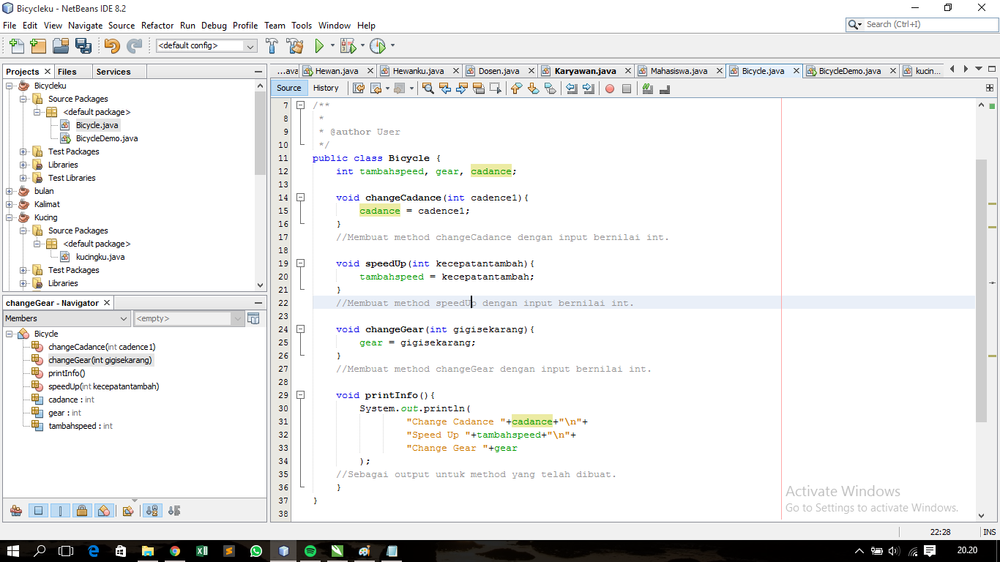 Bicycleku - NetBeans IDE 8.2
File Edit View Navigate Source Refactor Run Debug Profile Team Tools Window Help
Search (Ctrl+I)
<default config>
Projects Files Services
...ava Hewan.java Hewanku.java Dosen.java Karyawan.java Mahasiswa.java Bicycle.java BicycleDemo.java kucin...
Source History
Bicycleku
Source Packages
<default package>
Bicycle.java
BicycleDemo.java
Test Packages
Libraries
Test Libraries
bulan
Kalimat
Kucing
Source Packages
<default package>
kucingku.java
Test Packages
Libraries
changeGear - Navigator
Members <empty>
Bicycle
changeCadance(int cadence1)
changeGear(int gigisekarang)
printInfo()
speedUp(int kecepatantambah)
cadance : int
gear : int
tambahspeed : int
7 /**
8 *
9 * @author User
10 */
11 public class Bicycle {
12 int tambahspeed, gear, cadance;
13
14 void changeCadance(int cadence1){
15 cadance = cadence1;
16 }
17 //Membuat method changeCadance dengan input bernilai int.
18
19 void speedUp(int kecepatantambah){
20 tambahspeed = kecepatantambah;
21 }
22 //Membuat method speedUp dengan input bernilai int.
23
24 void changeGear(int gigisekarang){
25 gear = gigisekarang;
26 }
27 //Membuat method changeGear dengan input bernilai int.
28
29 void printInfo(){
30 System.out.println(
31 "Change Cadance "+cadance+"\n"+
32 "Speed Up "+tambahspeed+"\n"+
33 "Change Gear "+gear
34 );
35 //Sebagai output untuk method yang telah dibuat.
36 }
37 }
38
Activate Windows
Go to Settings to activate Windows.
22:28 INS
20.20